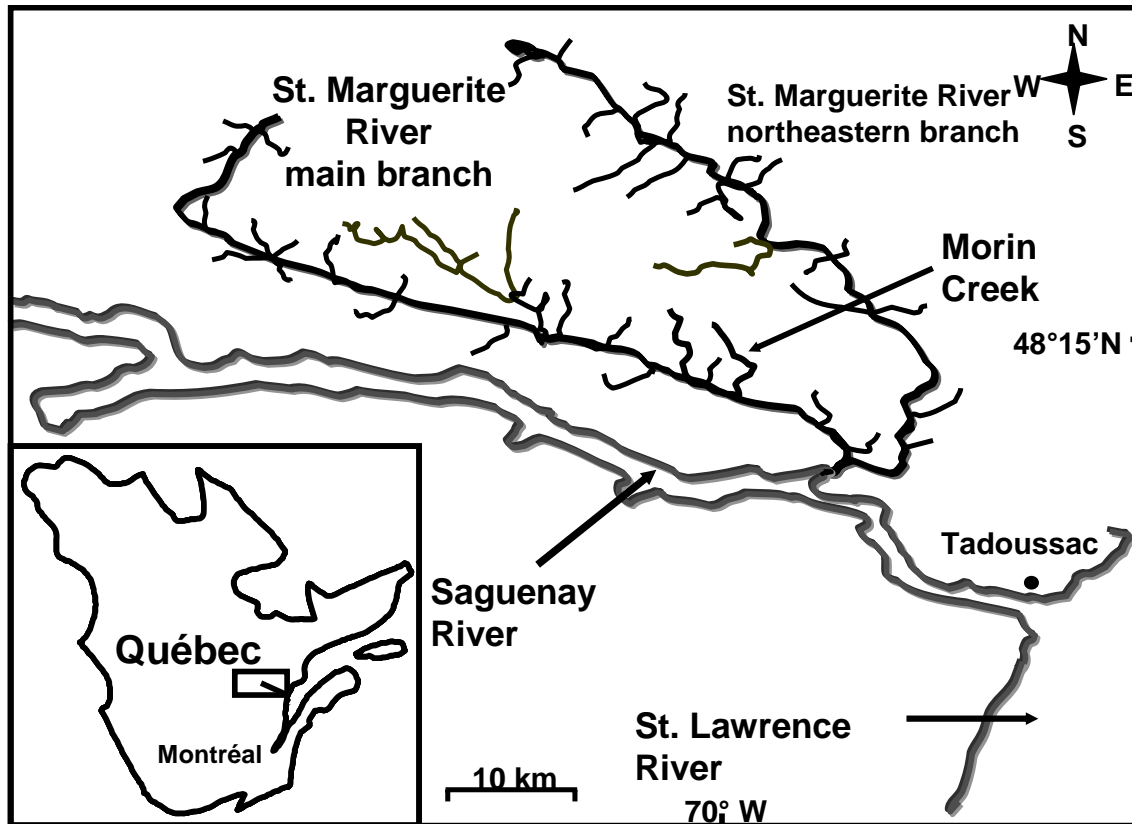 N
W
E
S
St. Marguerite
River
main branch
St. Marguerite River
northeastern branch
Morin
Creek
48°15’N
Tadoussac
Saguenay
River
Québec
Montréal
St. Lawrence
River
10 km
70¡ W